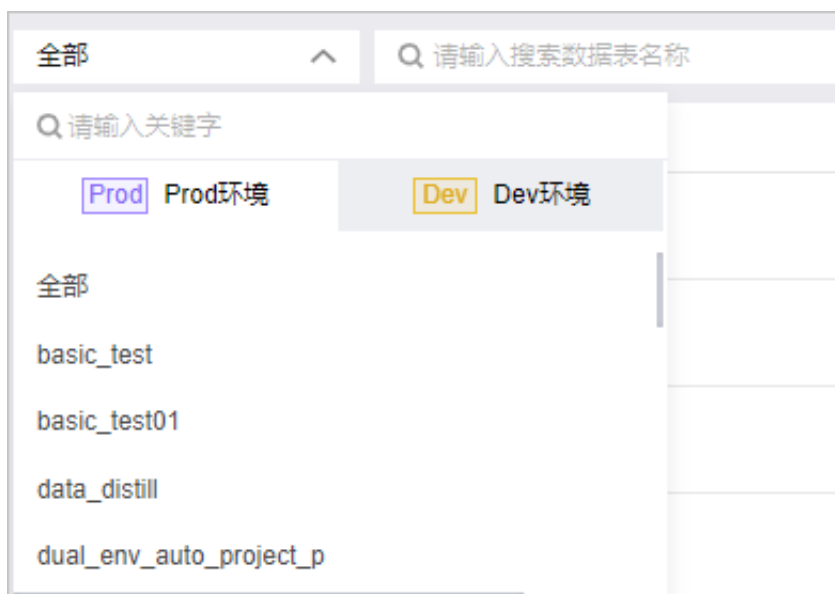 全部 请输入搜索数据表名称
请输入关键字
Prod Prod环境 Dev Dev环境
全部
basic_test
basic_test01
data_distill
dual_env_auto_project_p